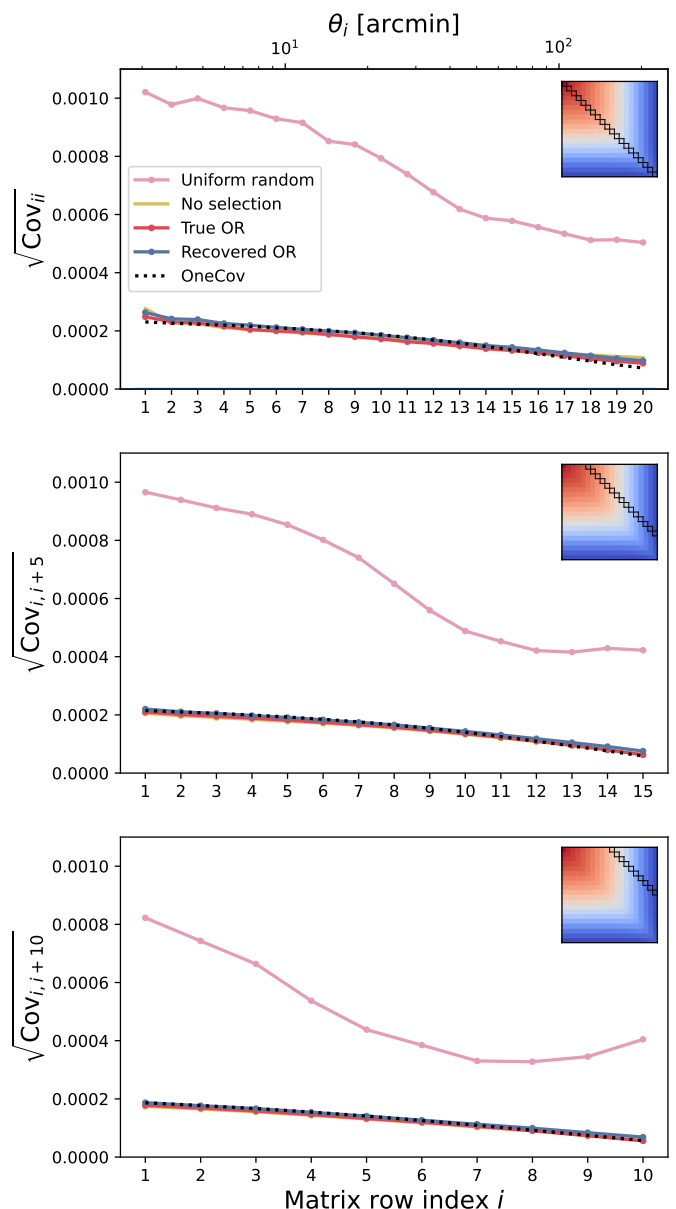 θ_i [arcmin]
10¹ 10²
√Cov_ii
0.0010
0.0008
0.0006
0.0004
0.0002
0.0000
Uniform random
No selection
True OR
Recovered OR
OneCov
1 2 3 4 5 6 7 8 9 10 11 12 13 14 15 16 17 18 19 20
√Cov_i,i+5
0.0010
0.0008
0.0006
0.0004
0.0002
0.0000
1 2 3 4 5 6 7 8 9 10 11 12 13 14 15
√Cov_i,i+10
0.0010
0.0008
0.0006
0.0004
0.0002
0.0000
1 2 3 4 5 6 7 8 9 10
Matrix row index i